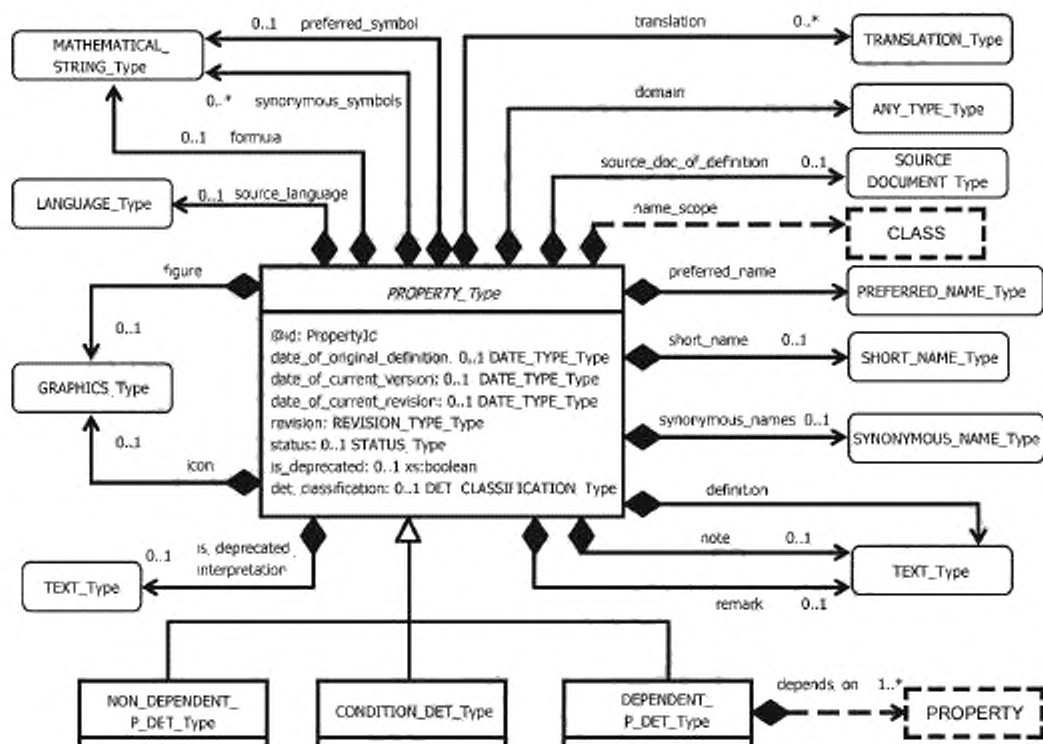 0..1 preferred_symbol
translation 0..*
MATHEMATICAL_
STRING_Type
TRANSLATION_Type
0..* synonymous_symbols
domain
ANY_TYPE_Type
0..1 formula
source_doc_of_definition 0..1
SOURCE
DOCUMENT_Type
LANGUAGE_Type
0..1 source_language
name_scope
CLASS
figure
0..1
PROPERTY_Type
preferred_name
PREFERRED_NAME_Type
@id: PropertyId
date_of_original_definition. 0..1 DATE_TYPE_Type
date_of_current_version: 0..1 DATE_TYPE_Type
date_of_current_revision: 0..1 DATE_TYPE_Type
revision: REVISION_TYPE_Type
status: 0..1 STATUS_Type
is_deprecated: 0..1 xs:boolean
det_classification: 0..1 DET_CLASSIFICATION_Type
short_name 0..1
SHORT_NAME_Type
GRAPHICS_Type
0..1
icon
synonymous_names 0..1
SYNONYMOUS_NAME_Type
definition
note 0..1
TEXT_Type
remark 0..1
0..1 is_deprecated_
interpretation
TEXT_Type
NON_DEPENDENT_
P_DET_Type
CONDITION_DET_Type
DEPENDENT_
P_DET_Type
depends_on 1..*
PROPERTY